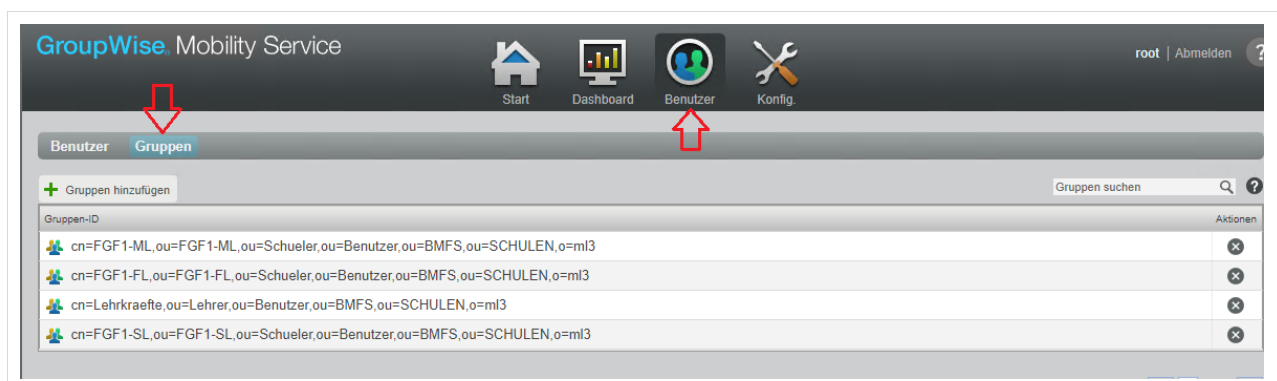 GroupWise® Mobility Service
root | Abmelden ?
Start Dashboard Benutzer Konfig.
Benutzer Gruppen
Gruppen hinzufügen
Gruppen suchen ?
Gruppen-ID Aktionen
cn=FGF1-ML,ou=FGF1-ML,ou=Schueler,ou=Benutzer,ou=BMFS,ou=SCHULEN,o=ml3
cn=FGF1-FL,ou=FGF1-FL,ou=Schueler,ou=Benutzer,ou=BMFS,ou=SCHULEN,o=ml3
cn=Lehrkraefte,ou=Lehrer,ou=Benutzer,ou=BMFS,ou=SCHULEN,o=ml3
cn=FGF1-SL,ou=FGF1-SL,ou=Schueler,ou=Benutzer,ou=BMFS,ou=SCHULEN,o=ml3